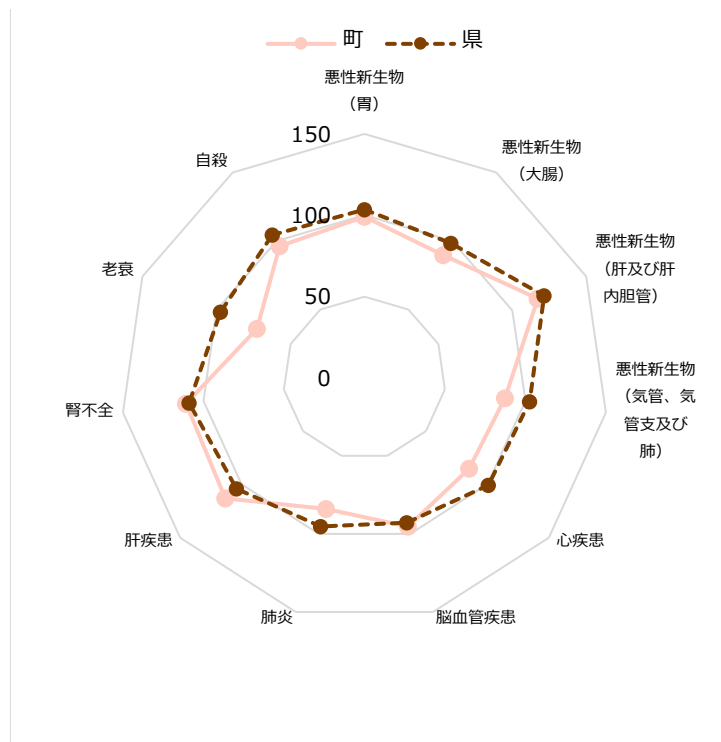 町 県
悪性新生物
（胃）
悪性新生物
（大腸）
悪性新生物
（肝及び肝
内胆管）
悪性新生物
（気管、気
管支及び
肺）
心疾患
脳血管疾患
肺炎
肝疾患
腎不全
老衰
自殺
150
100
50
0